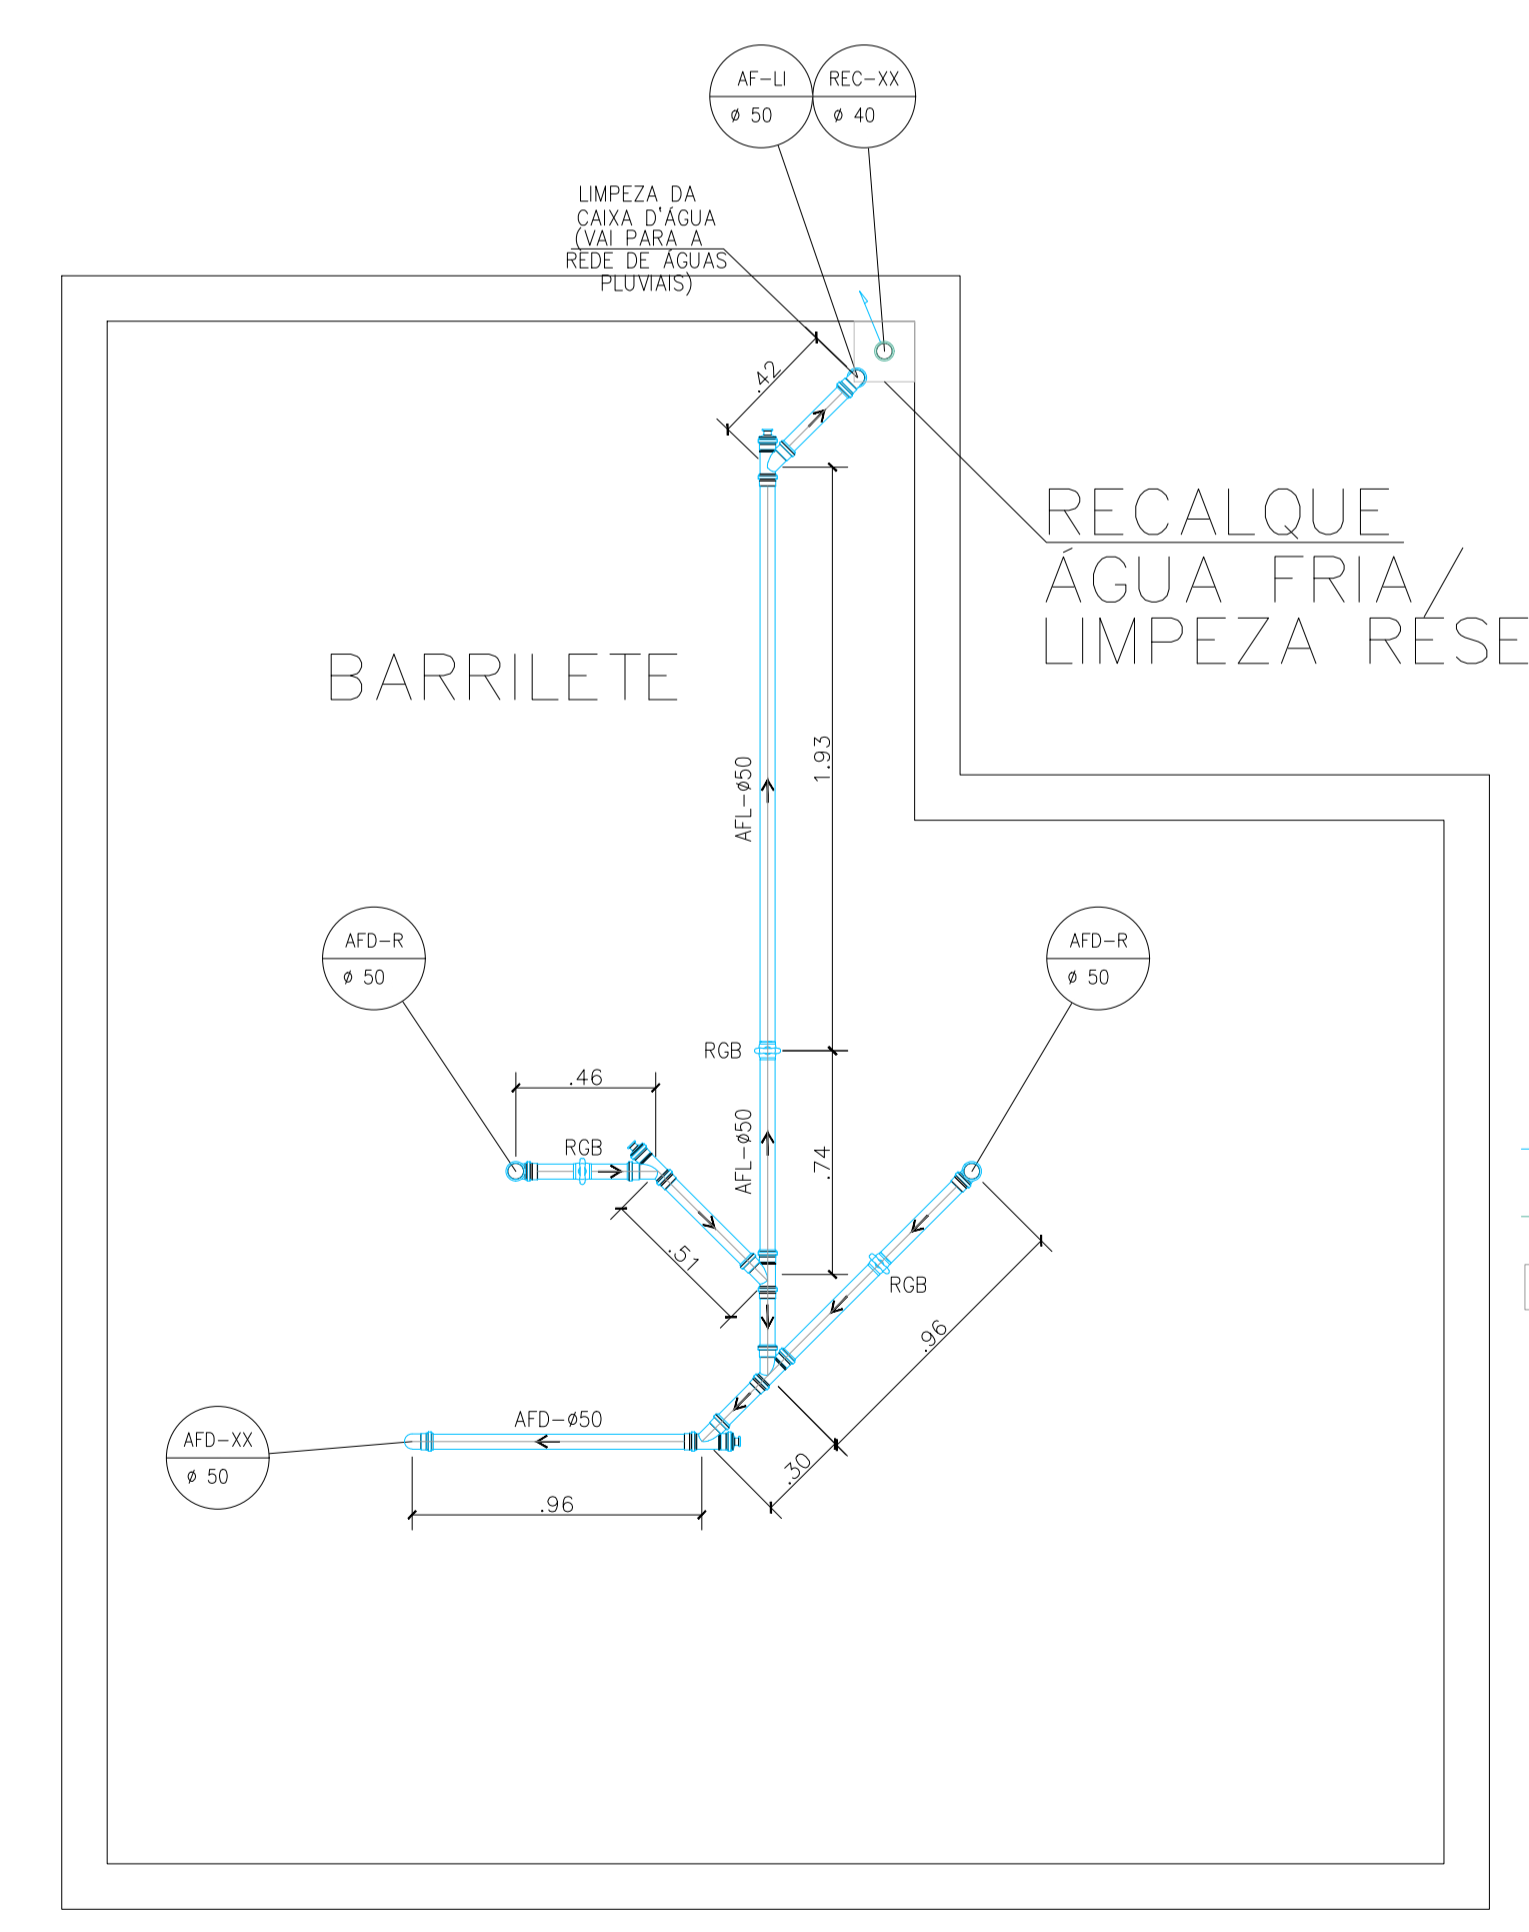 AF-LI
ø 50
REC-XX
ø 40
LIMPEZA DA
CAIXA D'ÁGUA
(VAI PARA A
REDE DE ÁGUAS
PLUVIAIS)
.42
RECALQUE
ÁGUA FRIA/
LIMPEZA RESE
BARRILETE
1.93
AFL-ø50
AFD-R
ø 50
AFD-R
ø 50
RGB
.46
RGB
AFL-ø50
.74
.51
RGB
.96
AFD-ø50
AFD-XX
ø 50
.30
.96